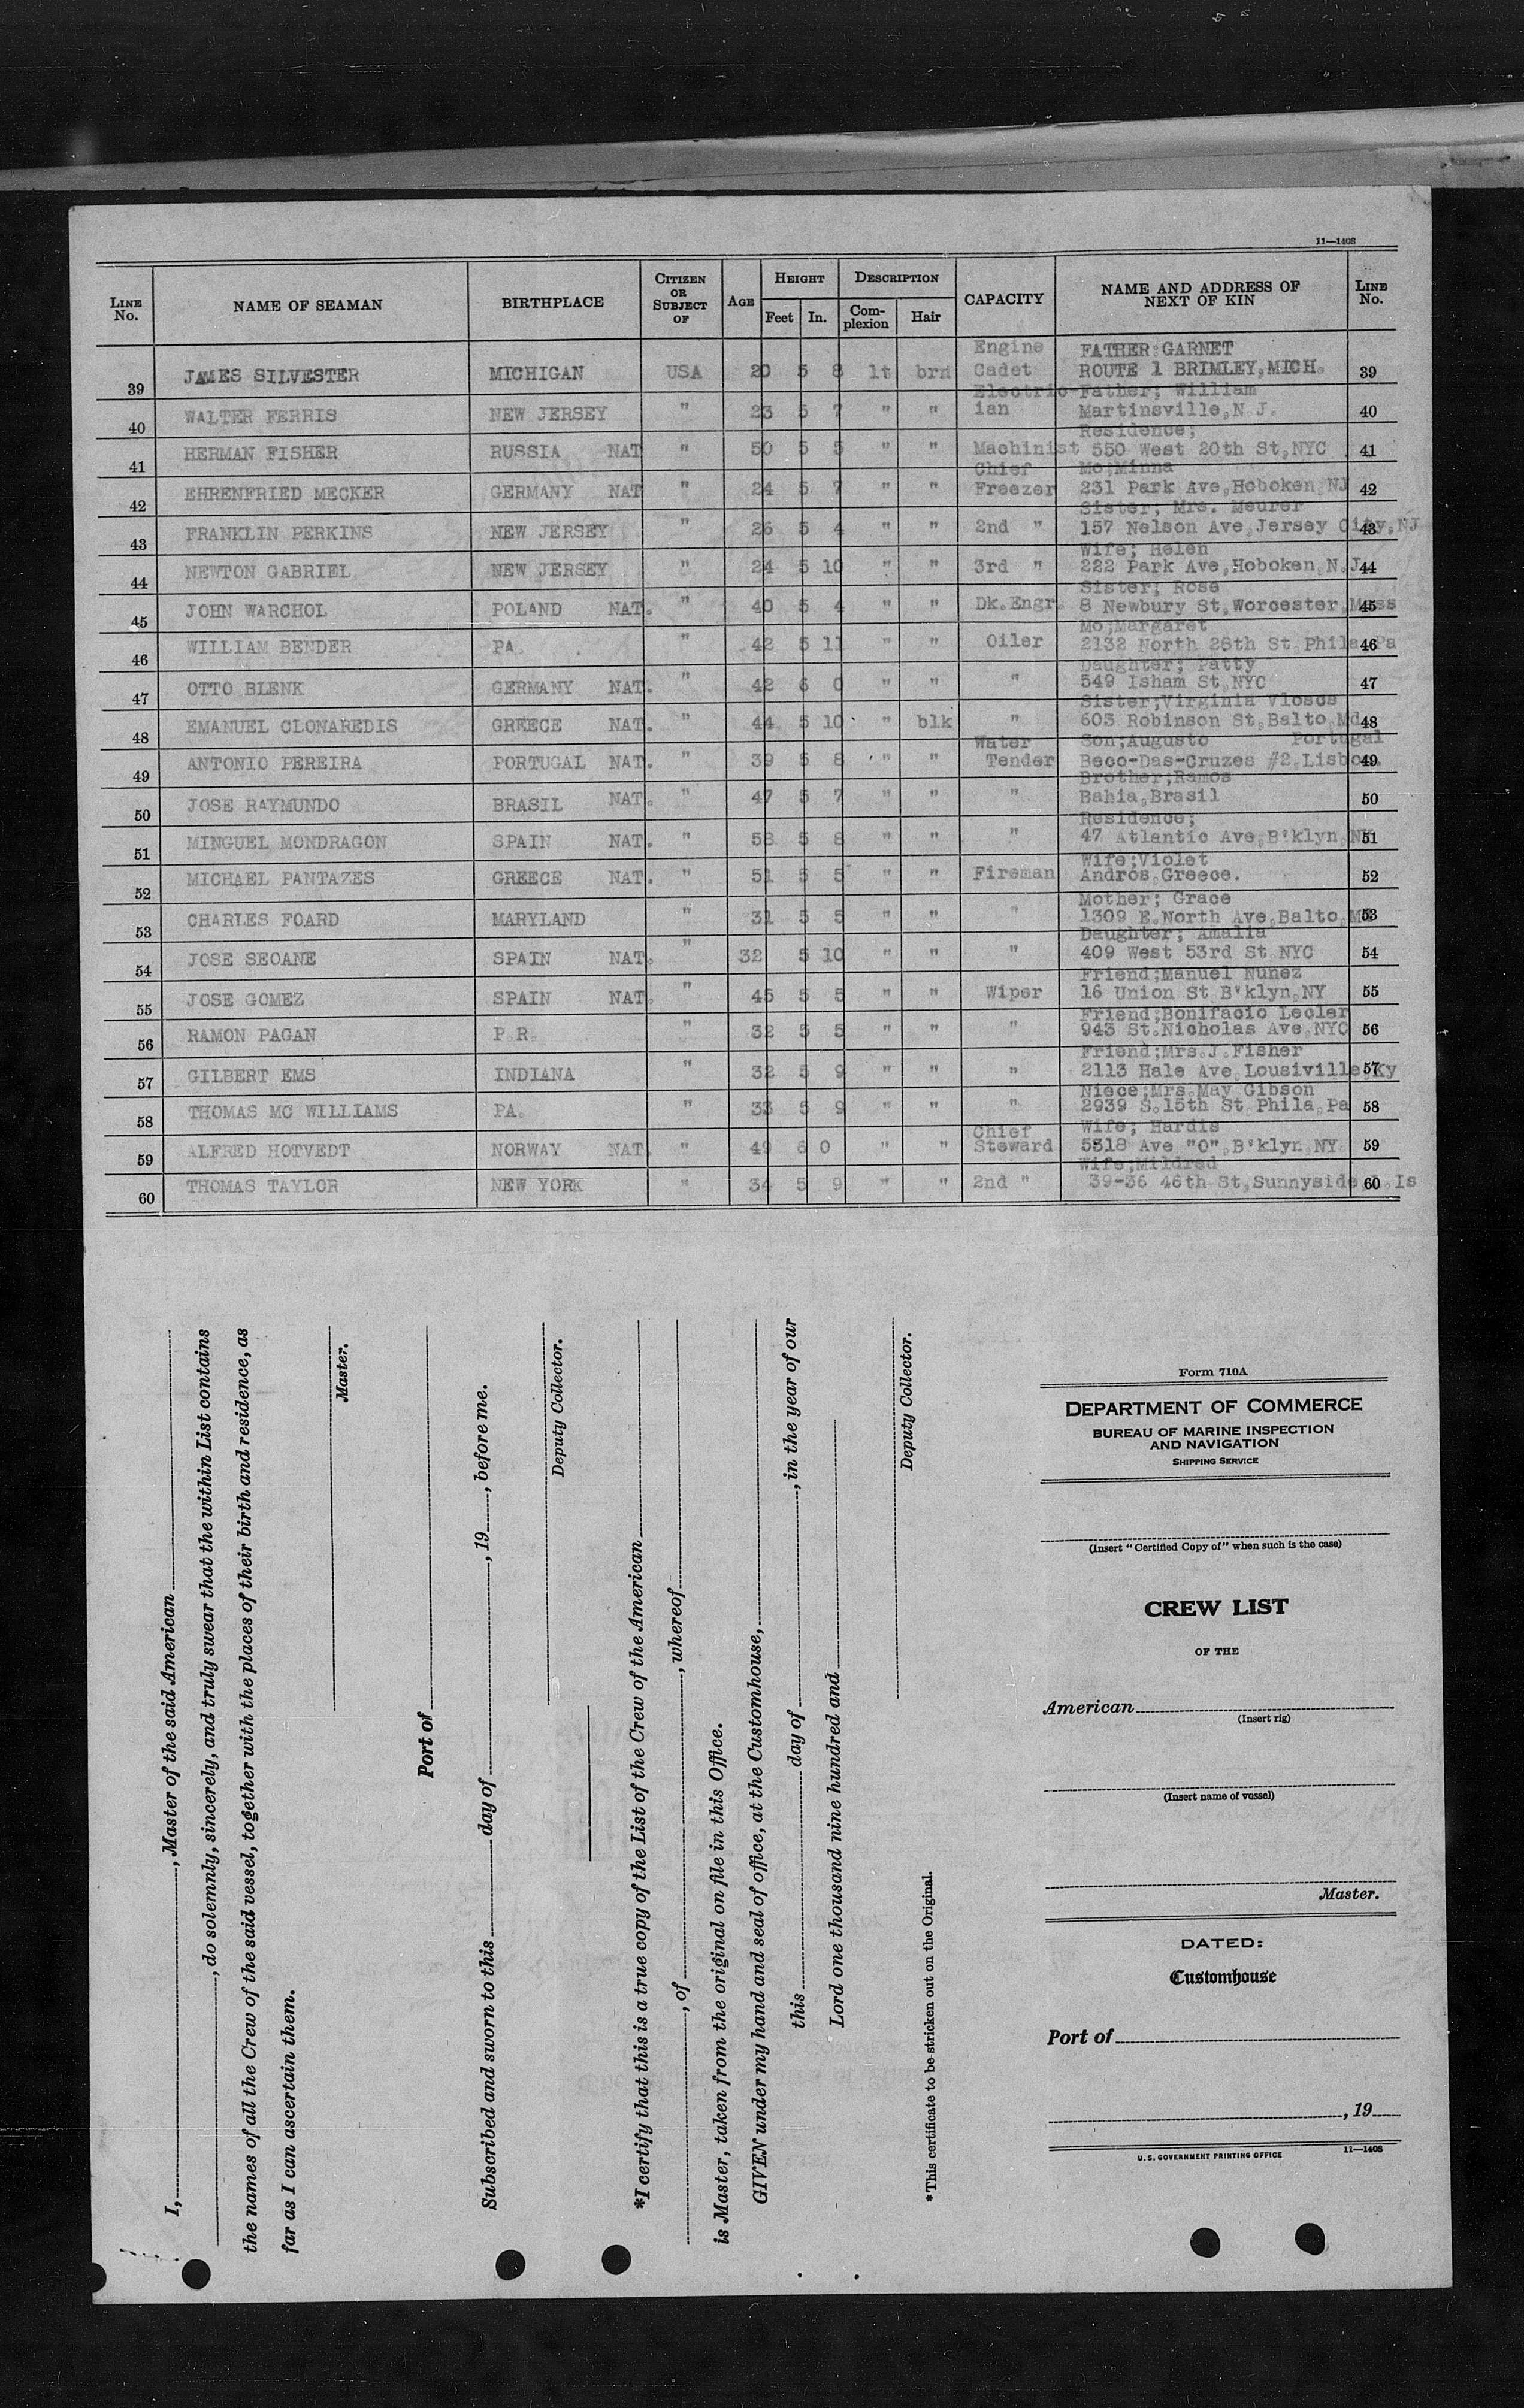 11—1408
LINE No. NAME OF SEAMAN BIRTHPLACE CITIZEN OR SUBJECT OF AGE HEIGHT Feet In. DESCRIPTION Com-plexion Hair CAPACITY NAME AND ADDRESS OF NEXT OF KIN LINE No.
Engine FATHER:GARNET
39 JAMES SILVESTER MICHIGAN USA 20 5 8 lt brn Cadet ROUTE 1 BRIMLEY,MICH. 39
Electric-Father; William
40 WALTER FERRIS NEW JERSEY " 23 5 7 " " ian Martinsville,N.J. 40
Residence;
41 HERMAN FISHER RUSSIA NAT " 50 5 5 " " Machinist 550 West 20th St,NYC 41
Chief Mo;Minna
42 EHRENFRIED MECKER GERMANY NAT " 24 5 7 " " Freezer 231 Park Ave,Hoboken,NJ 42
Sister; Mrs. Meurer
43 FRANKLIN PERKINS NEW JERSEY " 26 5 4 " " 2nd " 157 Nelson Ave,Jersey City,NJ 43
Wife; Helen
44 NEWTON GABRIEL NEW JERSEY " 24 5 10 " " 3rd " 222 Park Ave,Hoboken,N.J. 44
Sister; Rose
45 JOHN WARCHOL POLAND NAT. " 40 5 4 " " Dk.Engr. 8 Newbury St,Worcester,Mass 45
Mo;Margaret
46 WILLIAM BENDER PA. " 42 5 11 " " Oiler 2132 North 28th St Phila Pa 46
Daughter; Patty
47 OTTO BLENK GERMANY NAT. " 42 6 0 " " " 549 Isham St,NYC 47
Sister;Virginia Vlosos
48 EMANUEL CLONAREDIS GREECE NAT. " 44 5 10 " blk " 603 Robinson St,Balto,Md 48
Water Son;Augusto Portugal
49 ANTONIO PEREIRA PORTUGAL NAT. " 39 5 8 " " Tender Beco-Das-Cruzes #2,Lisbon. 49
Brother;Ramos
50 JOSE RAYMUNDO BRASIL NAT. " 47 5 7 " " " Bahia,Brasil 50
Residence;
51 MINGUEL MONDRAGON SPAIN NAT. " 58 5 8 " " " 47 Atlantic Ave,B'klyn,NY 51
Wife;Violet
52 MICHAEL PANTAZES GREECE NAT. " 51 5 5 " " Fireman Andros,Greece. 52
Mother; Grace
53 CHARLES FOARD MARYLAND " 31 5 5 " " " 1309 E.North Ave,Balto,Md 53
Daughter; Amalia
54 JOSE SEOANE SPAIN NAT. " 32 5 10 " " " 409 West 53rd St NYC 54
Friend;Manuel Nunez
55 JOSE GOMEZ SPAIN NAT. " 45 5 5 " " Wiper 16 Union St B'klyn,NY 55
Friend;Bonifacio Lecler
56 RAMON PAGAN P.R. " 32 5 5 " " " 943 St.Nicholas Ave,NYC 56
Friend;Mrs.J.Fisher
57 GILBERT EMS INDIANA " 32 5 9 " " " 2113 Hale Ave,Lousiville,Ky 57
Niece;Mrs.May Gibson
58 THOMAS MC WILLIAMS PA. " 33 5 9 " " " 2939 S.15th St Phila,Pa 58
Chief Wife; Hardis
59 ALFRED HOTVEDT NORWAY NAT " 49 6 0 " " Steward 5318 Ave "O",B'klyn,NY. 59
Wife;Mildred
60 THOMAS TAYLOR NEW YORK " 34 5 9 " " 2nd " 39-36 46th St,Sunnyside, Is 60
I, , Master of the said American
, do solemnly, sincerely, and truly swear that the within List contains
the names of all the Crew of the said vessel, together with the places of their birth and residence, as
far as I can ascertain them.
Master.
Port of
Subscribed and sworn to this day of , 19 , before me.
Deputy Collector.
*I certify that this is a true copy of the List of the Crew of the American
, of , whereof
is Master, taken from the original on file in this Office.
GIVEN under my hand and seal of office, at the Customhouse,
this day of , in the year of our
Lord one thousand nine hundred and
Deputy Collector.
*This certificate to be stricken out on the Original.
Form 710A
DEPARTMENT OF COMMERCE
BUREAU OF MARINE INSPECTION
AND NAVIGATION
SHIPPING SERVICE
(Insert "Certified Copy of" when such is the case)
CREW LIST
OF THE
American
(Insert rig)
(Insert name of vussel)
Master.
DATED:
Customhouse
Port of
, 19
U. S. GOVERNMENT PRINTING OFFICE 11—1408